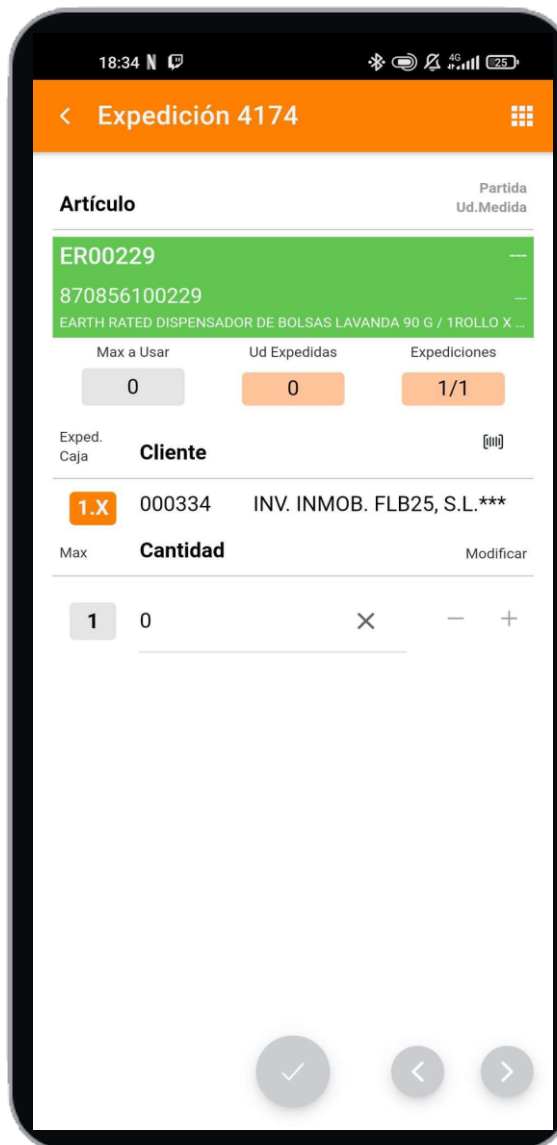 18:34
4G
25
Expedición 4174
Partida
Artículo
Ud.Medida
ER00229 ---
870856100229 ---
EARTH RATED DISPENSADOR DE BOLSAS LAVANDA 90 G / 1ROLLO X ...
Max a Usar Ud Expedidas Expediciones
0 0 1/1
Exped.
Caja Cliente
1.X 000334 INV. INMOB. FLB25, S.L.***
Max Cantidad Modificar
1 0